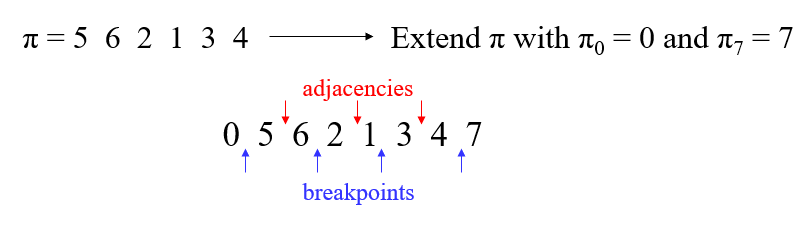 π = 5 6 2 1 3 4 Extend π with π₀ = 0 and π₇ = 7
adjacencies
0 5 6 2 1 3 4 7
breakpoints